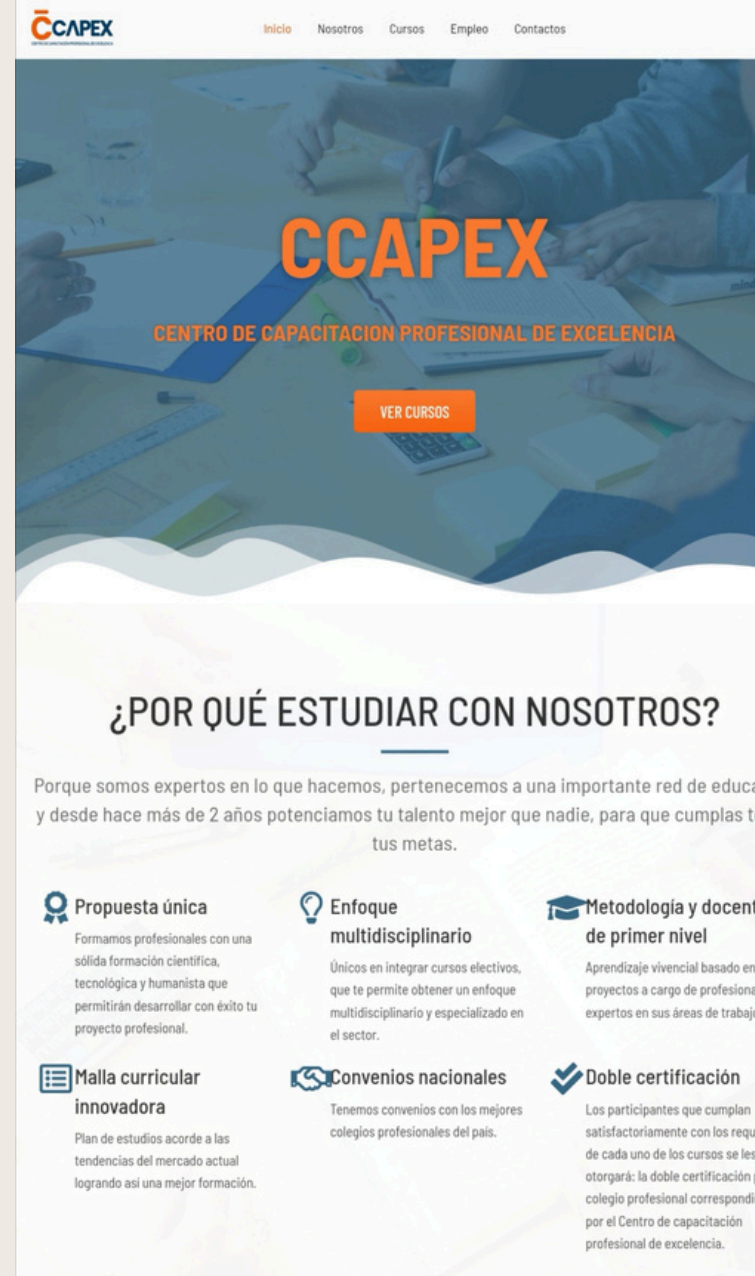 CCAPEX
Inicio Nosotros Cursos Empleo Contactos
CCAPEX
CENTRO DE CAPACITACION PROFESIONAL DE EXCELENCIA
VER CURSOS
¿POR QUÉ ESTUDIAR CON NOSOTROS?
Porque somos expertos en lo que hacemos, pertenecemos a una importante red de educa
y desde hace más de 2 años potenciamos tu talento mejor que nadie, para que cumplas t
tus metas.
Propuesta única
Formamos profesionales con una
sólida formación científica,
tecnológica y humanista que
permitirán desarrollar con éxito tu
proyecto profesional.
Enfoque
multidisciplinario
Únicos en integrar cursos electivos,
que te permite obtener un enfoque
multidisciplinario y especializado en
el sector.
Metodología y docent
de primer nivel
Aprendizaje vivencial basado en
proyectos a cargo de profesiona
expertos en sus áreas de trabajo
Malla curricular
innovadora
Plan de estudios acorde a las
tendencias del mercado actual
logrando así una mejor formación.
Convenios nacionales
Tenemos convenios con los mejores
colegios profesionales del país.
Doble certificación
Los participantes que cumplan
satisfactoriamente con los requ
de cada uno de los cursos se les
otorgará: la doble certificación
colegio profesional correspondi
por el Centro de capacitación
profesional de excelencia.